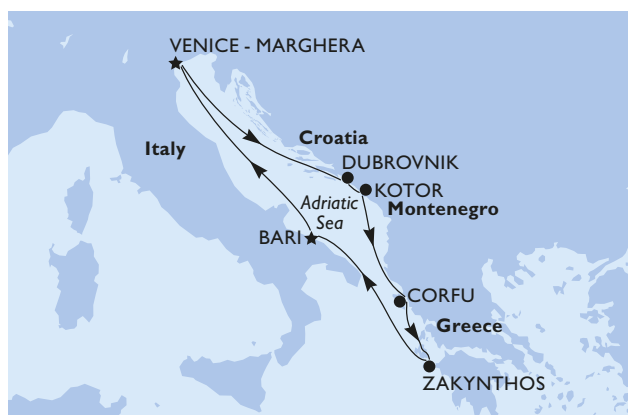 VENICE - MARGHERA
Croatia
Italy
DUBROVNIK
KOTOR
Adriatic
Sea
Montenegro
BARI
CORFU
Greece
ZAKYNTHOS